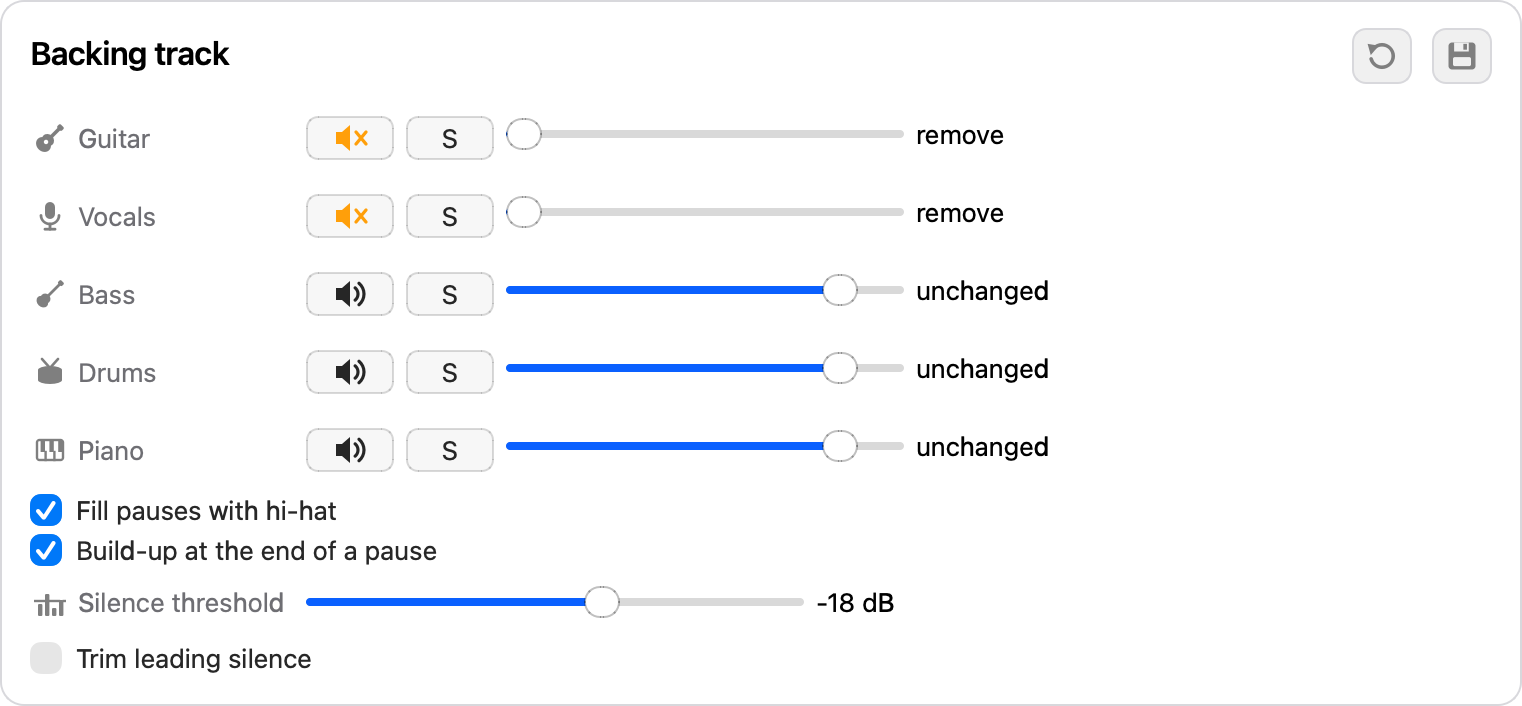 Backing track
Guitar S remove
Vocals S remove
Bass S unchanged
Drums S unchanged
Piano S unchanged
Fill pauses with hi-hat
Build-up at the end of a pause
Silence threshold -18 dB
Trim leading silence